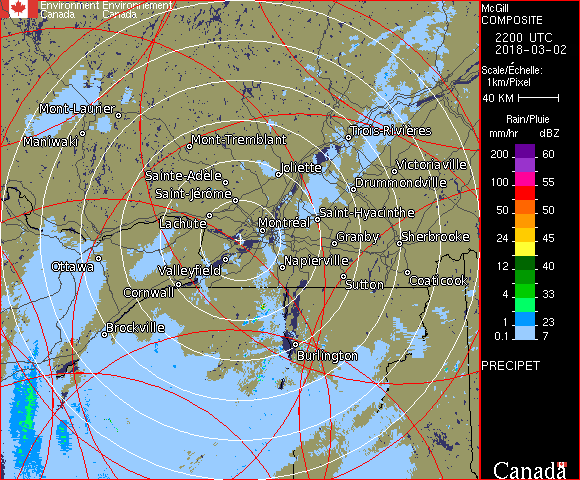 Environment Environnement
Canada Canada
McGill
COMPOSITE
2200 UTC
2018-03-02
Scale/Échelle:
1km/Pixel
40 KM
Rain/Pluie
mm/hr dBZ
200 60
100 55
50 50
24 45
12 40
4 33
1 23
0.1 7
PRECIPET
Canada
Mont-Laurier
Maniwaki
Mont-Tremblant
Trois-Rivières
Sainte-Adèle
Joliette
Victoriaville
Saint-Jérôme
Drummondville
Lachute
Montréal
Saint-Hyacinthe
Granby
Sherbrooke
Ottawa
Valleyfield
Napierville
Cornwall
Sutton
Coaticook
Brockville
Burlington